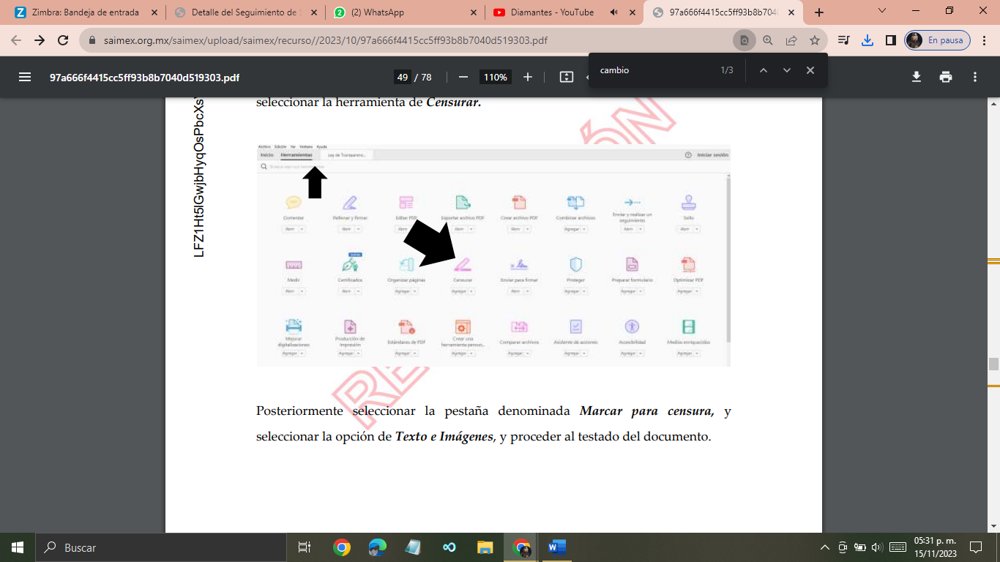 Zimbra: Bandeja de entrada
Detalle del Seguimiento de S
(2) WhatsApp
Diamantes - YouTube
97a666f4415cc5ff93b8b7040
saimex.org.mx/saimex/upload/saimex/recurso//2023/10/97a666f4415cc5ff93b8b7040d519303.pdf
En pausa
97a666f4415cc5ff93b8b7040d519303.pdf
49 / 78
110%
cambio
1/3
seleccionar la herramienta de Censurar.
LFZ1Ht5lGwjbHyqOsPbcXs
Archivo Edición Ver Ventana Ayuda
Inicio Herramientas Ley de Transparenc... Iniciar sesión
Busque aquí sus herramientas
Comentar Rellenar y firmar Editar PDF Exportar archivo PDF Crear archivo PDF Combinar archivos Enviar y realizar un seguimiento Sello
Abrir Abrir Abrir Abrir Abrir Agregar Abrir Abrir
Medir Certificados Organizar páginas Censurar Enviar para firmar Proteger Preparar formulario Optimizar PDF
Abrir Abrir Agregar Agregar Abrir Agregar Agregar Agregar
Mejorar digitalizaciones Producción de impresión Estándares de PDF Crear una herramienta person... Comparar archivos Asistente de acciones Accesibilidad Medios enriquecidos
Agregar Agregar Agregar Agregar Agregar Agregar Agregar Agregar
Posteriormente seleccionar la pestaña denominada Marcar para censura, y
seleccionar la opción de Texto e Imágenes, y proceder al testado del documento.
Buscar
05:31 p. m.
15/11/2023